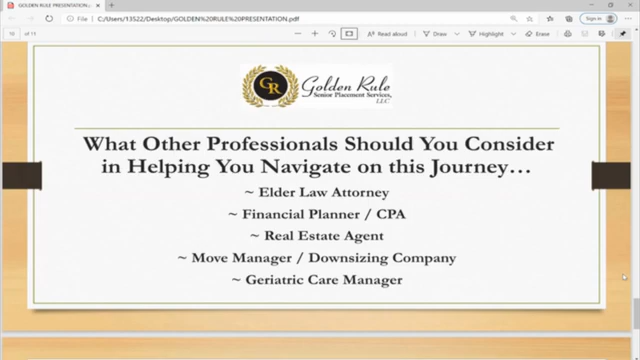 GOLDEN RULE PRESENTATION
File
C:/Users/13522/Desktop/GOLDEN%20RULE%20PRESENTATION.pdf
Sign in
10 of 11
Read aloud
Draw
Highlight
Erase
GR
Golden Rule
Senior Placement Services,
LLC
What Other Professionals Should You Consider
in Helping You Navigate on this Journey…
~ Elder Law Attorney
~ Financial Planner / CPA
~ Real Estate Agent
~ Move Manager / Downsizing Company
~ Geriatric Care Manager